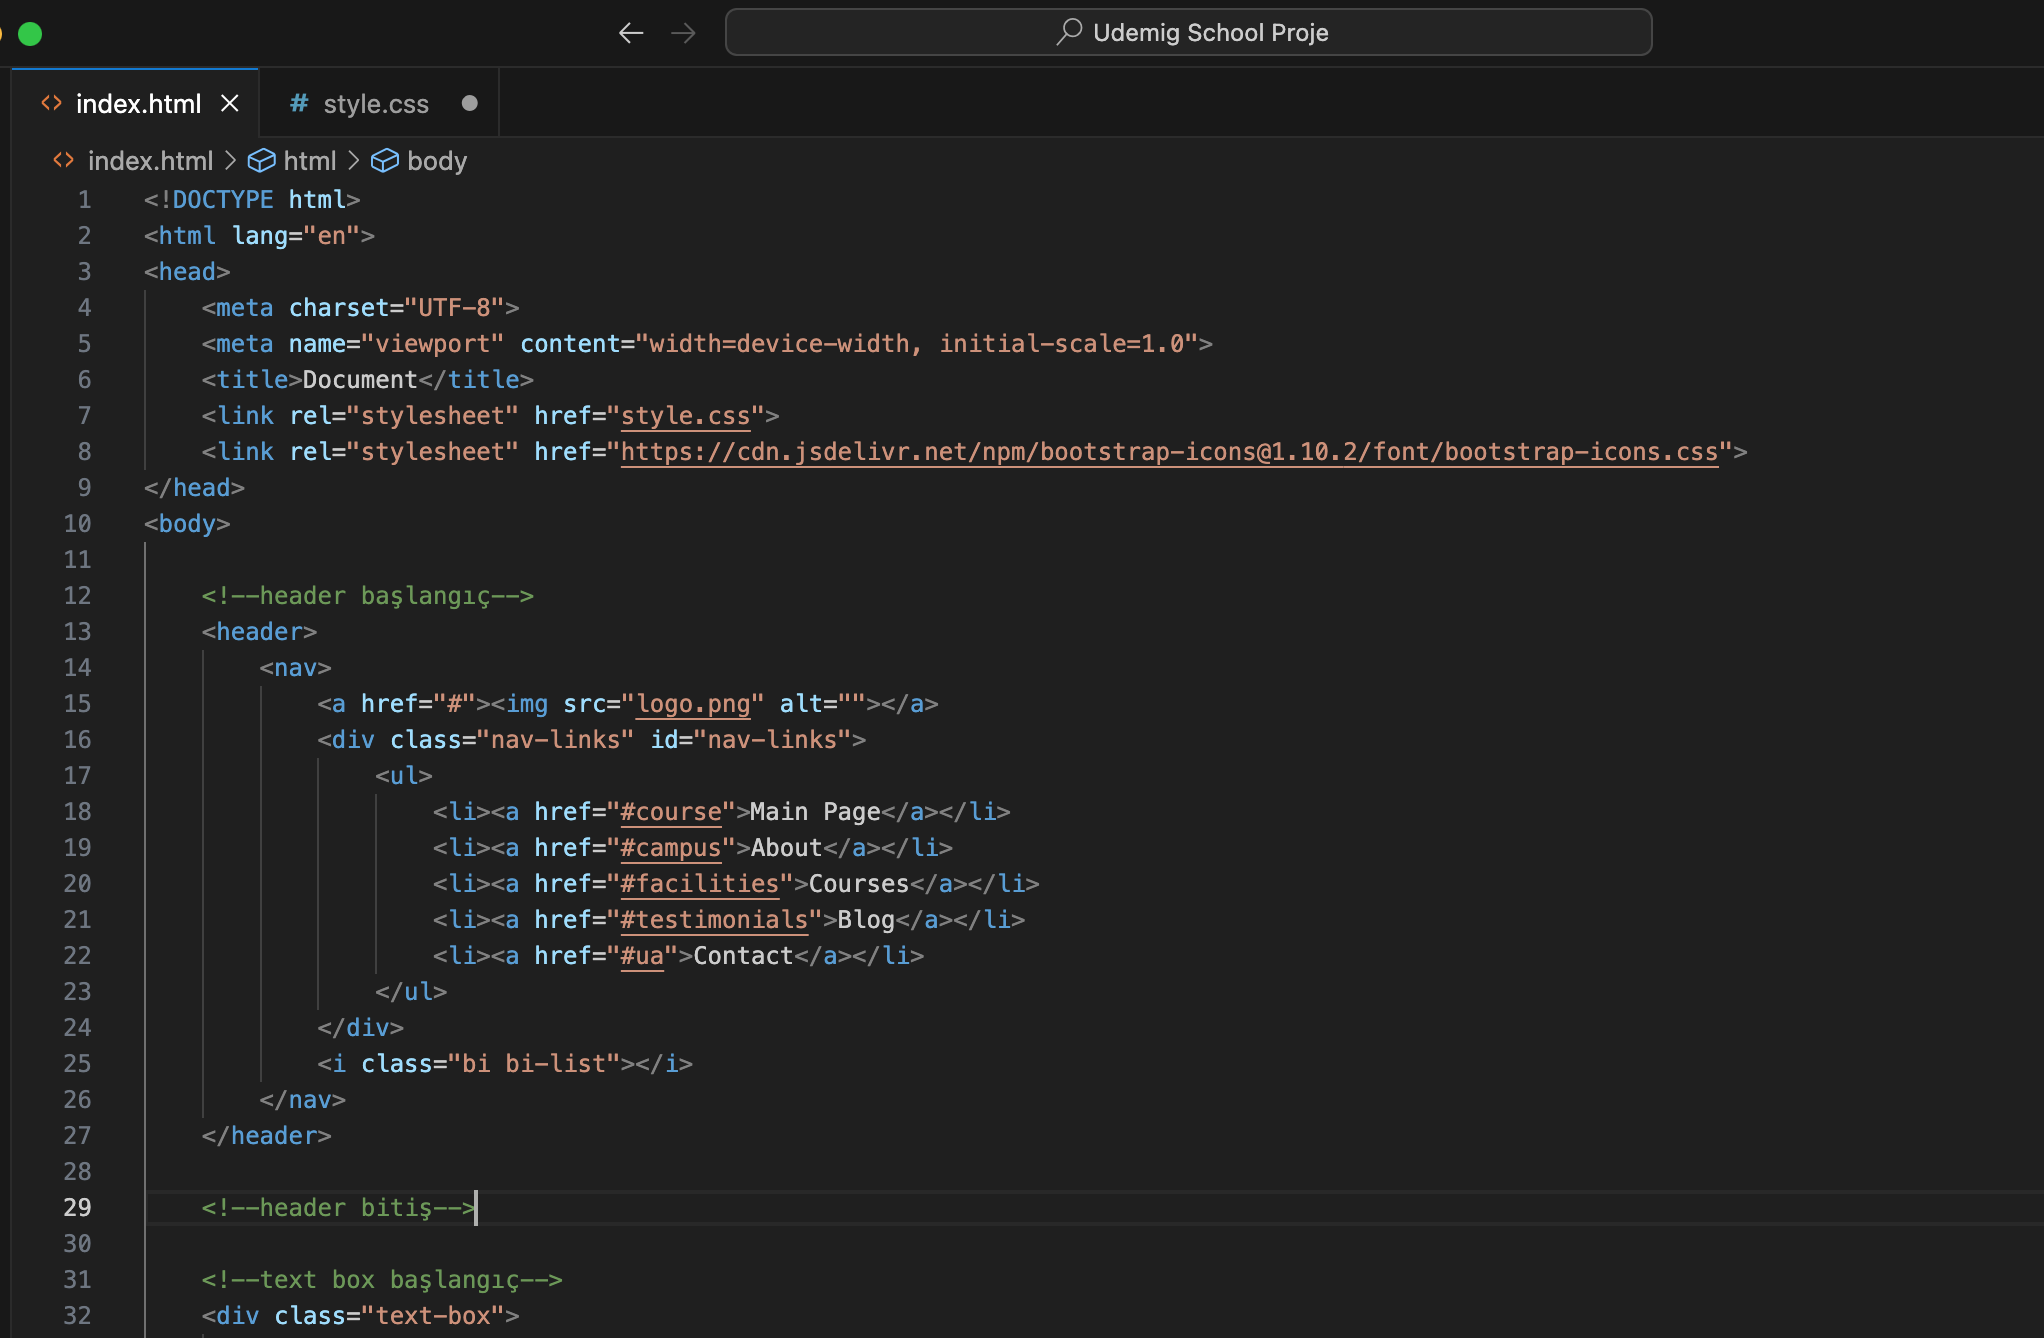 Udemig School Proje
index.html
# style.css
index.html > html > body
1 <!DOCTYPE html>
2 <html lang="en">
3 <head>
4     <meta charset="UTF-8">
5     <meta name="viewport" content="width=device-width, initial-scale=1.0">
6     <title>Document</title>
7     <link rel="stylesheet" href="style.css">
8     <link rel="stylesheet" href="https://cdn.jsdelivr.net/npm/bootstrap-icons@1.10.2/font/bootstrap-icons.css">
9 </head>
10 <body>
11
12     <!--header başlangıç-->
13     <header>
14         <nav>
15             <a href="#"><img src="logo.png" alt=""></a>
16             <div class="nav-links" id="nav-links">
17                 <ul>
18                     <li><a href="#course">Main Page</a></li>
19                     <li><a href="#campus">About</a></li>
20                     <li><a href="#facilities">Courses</a></li>
21                     <li><a href="#testimonials">Blog</a></li>
22                     <li><a href="#ua">Contact</a></li>
23                 </ul>
24             </div>
25             <i class="bi bi-list"></i>
26         </nav>
27     </header>
28
29     <!--header bitiş-->
30
31     <!--text box başlangıç-->
32     <div class="text-box">